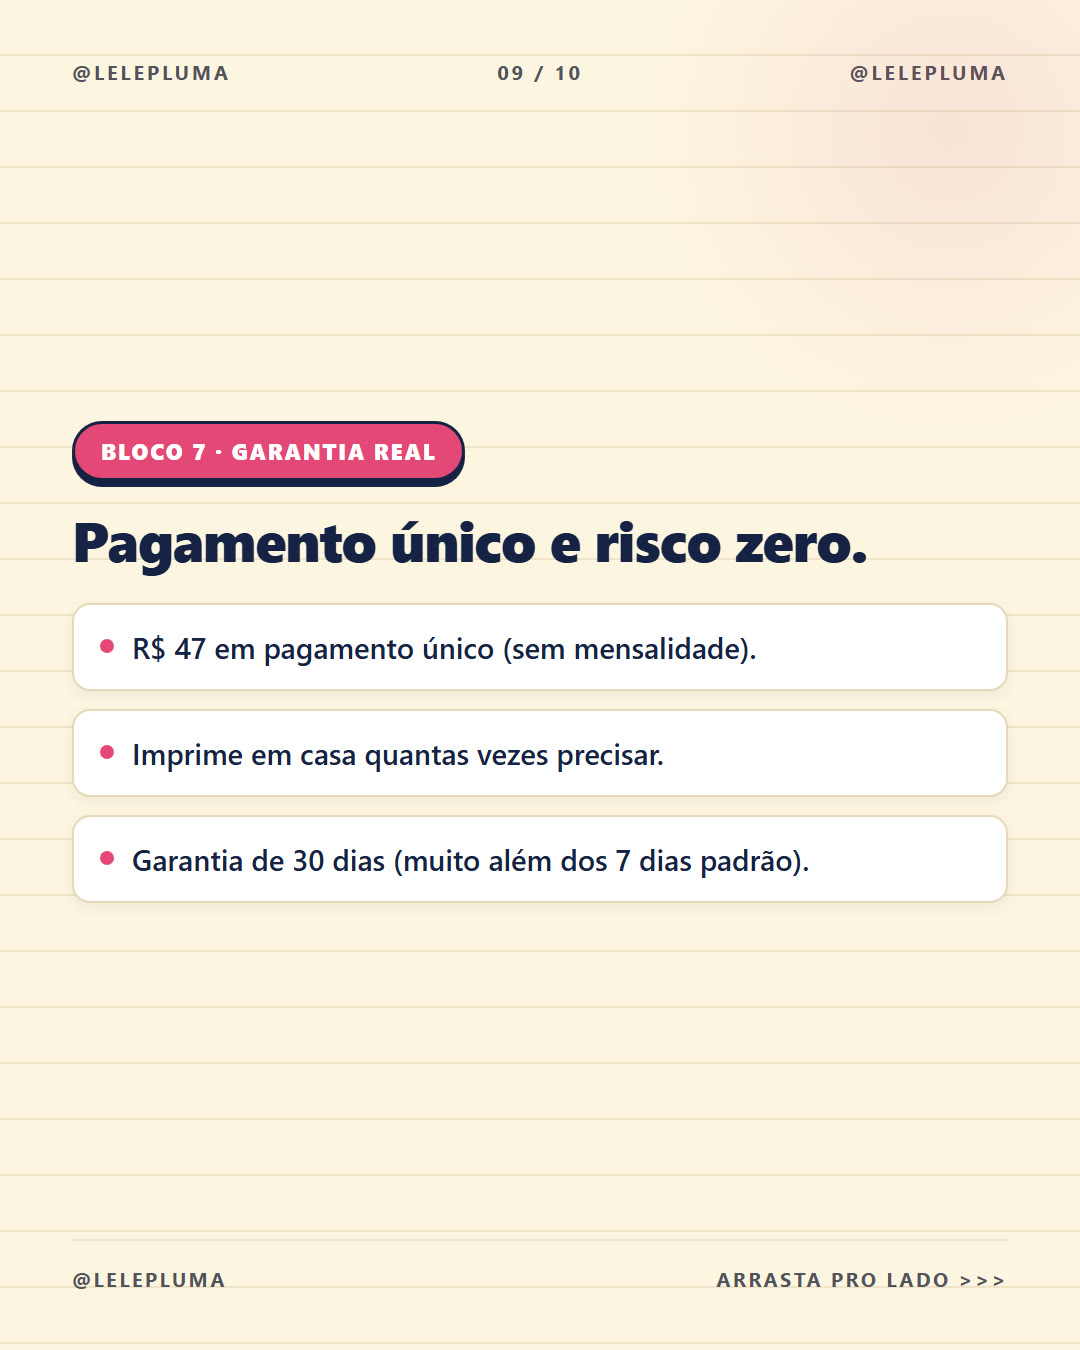 @LELEPLUMA
09 / 10
@LELEPLUMA
BLOCO 7 · GARANTIA REAL
Pagamento único e risco zero.
R$ 47 em pagamento único (sem mensalidade).
Imprime em casa quantas vezes precisar.
Garantia de 30 dias (muito além dos 7 dias padrão).
@LELEPLUMA
ARRASTA PRO LADO >>>